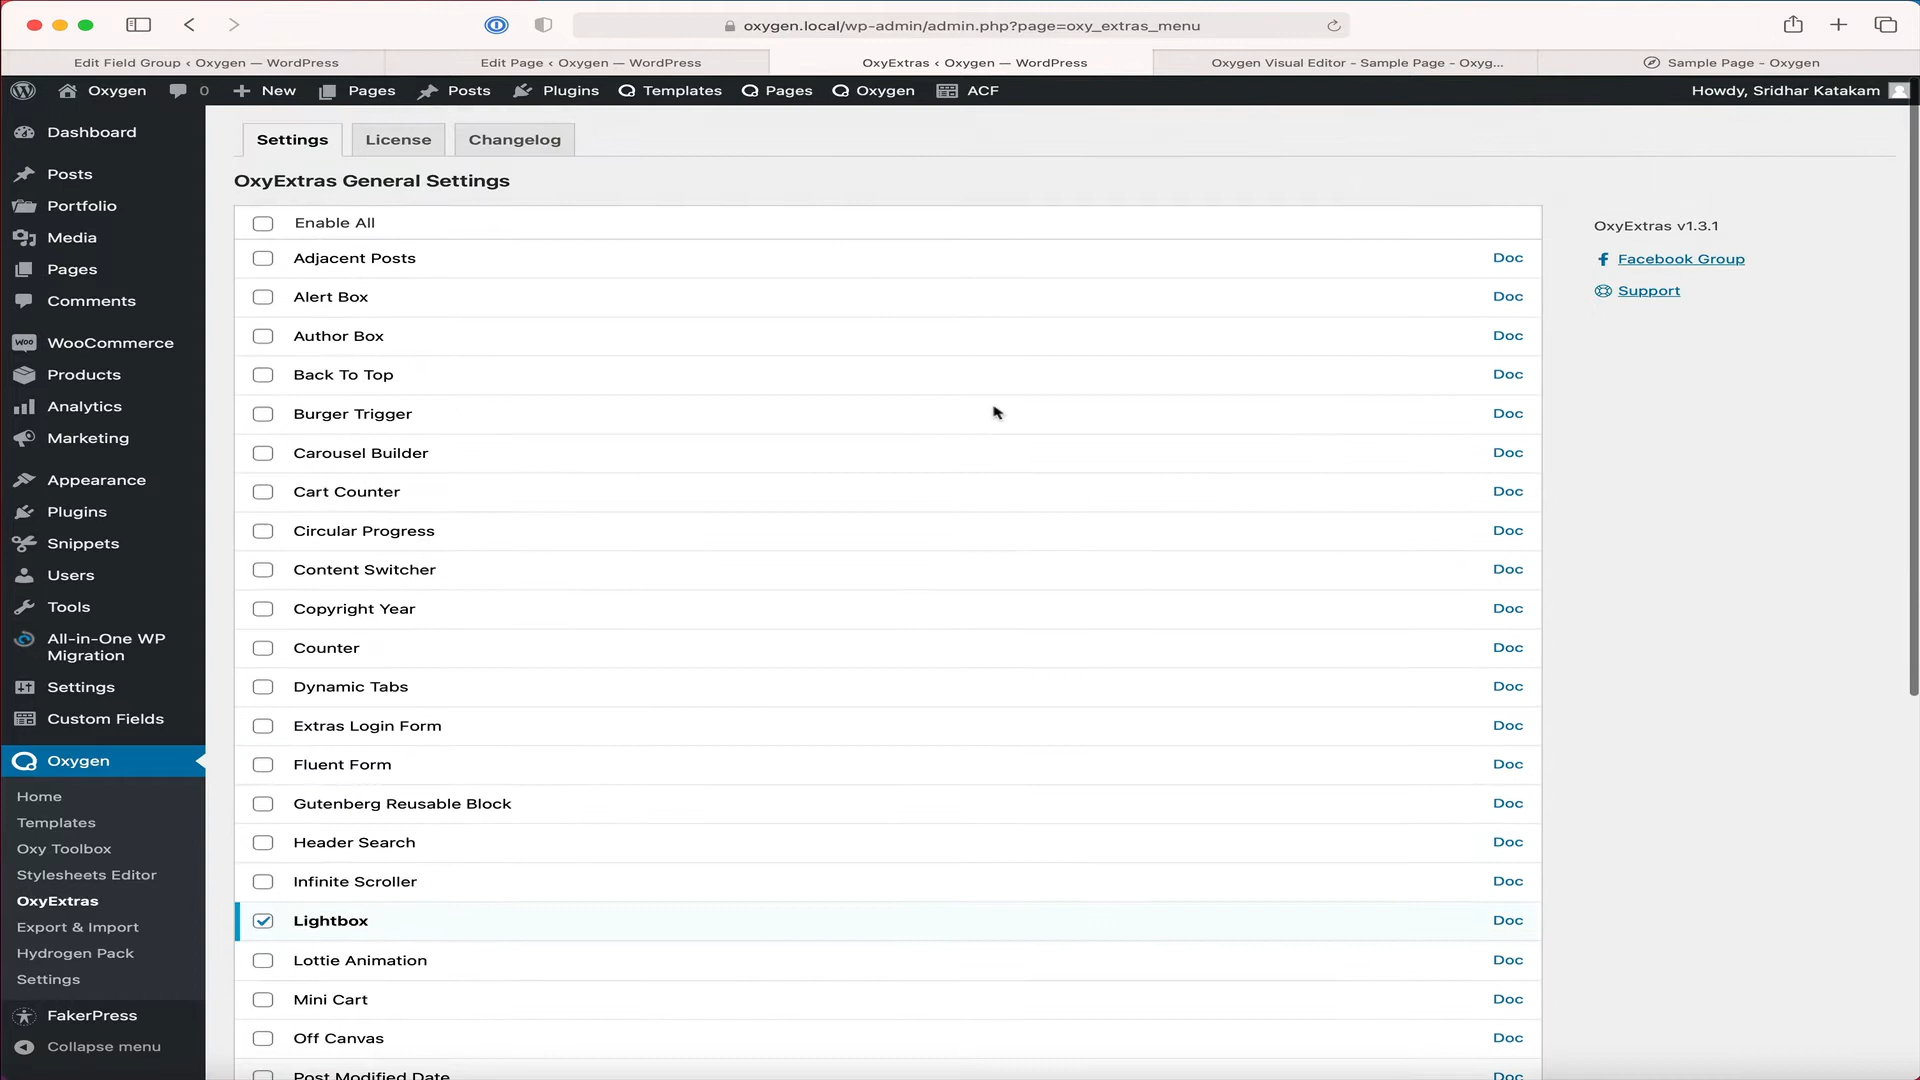 oxygen.local/wp-admin/admin.php?page=oxy_extras_menu
Edit Field Group ‹ Oxygen — WordPress
Edit Page ‹ Oxygen — WordPress
OxyExtras ‹ Oxygen — WordPress
Oxygen Visual Editor - Sample Page - Oxyg...
Sample Page - Oxygen
Oxygen 0 New Pages Posts Plugins Templates Pages Oxygen ACF Howdy, Sridhar Katakam
Dashboard
Posts
Portfolio
Media
Pages
Comments
WooCommerce
Products
Analytics
Marketing
Appearance
Plugins
Snippets
Users
Tools
All-in-One WP
Migration
Settings
Custom Fields
Oxygen
Home
Templates
Oxy Toolbox
Stylesheets Editor
OxyExtras
Export & Import
Hydrogen Pack
Settings
FakerPress
Collapse menu
Settings License Changelog
OxyExtras General Settings
Enable All
Adjacent Posts Doc
Alert Box Doc
Author Box Doc
Back To Top Doc
Burger Trigger Doc
Carousel Builder Doc
Cart Counter Doc
Circular Progress Doc
Content Switcher Doc
Copyright Year Doc
Counter Doc
Dynamic Tabs Doc
Extras Login Form Doc
Fluent Form Doc
Gutenberg Reusable Block Doc
Header Search Doc
Infinite Scroller Doc
Lightbox Doc
Lottie Animation Doc
Mini Cart Doc
Off Canvas Doc
Post Modified Date Doc
OxyExtras v1.3.1
Facebook Group
Support